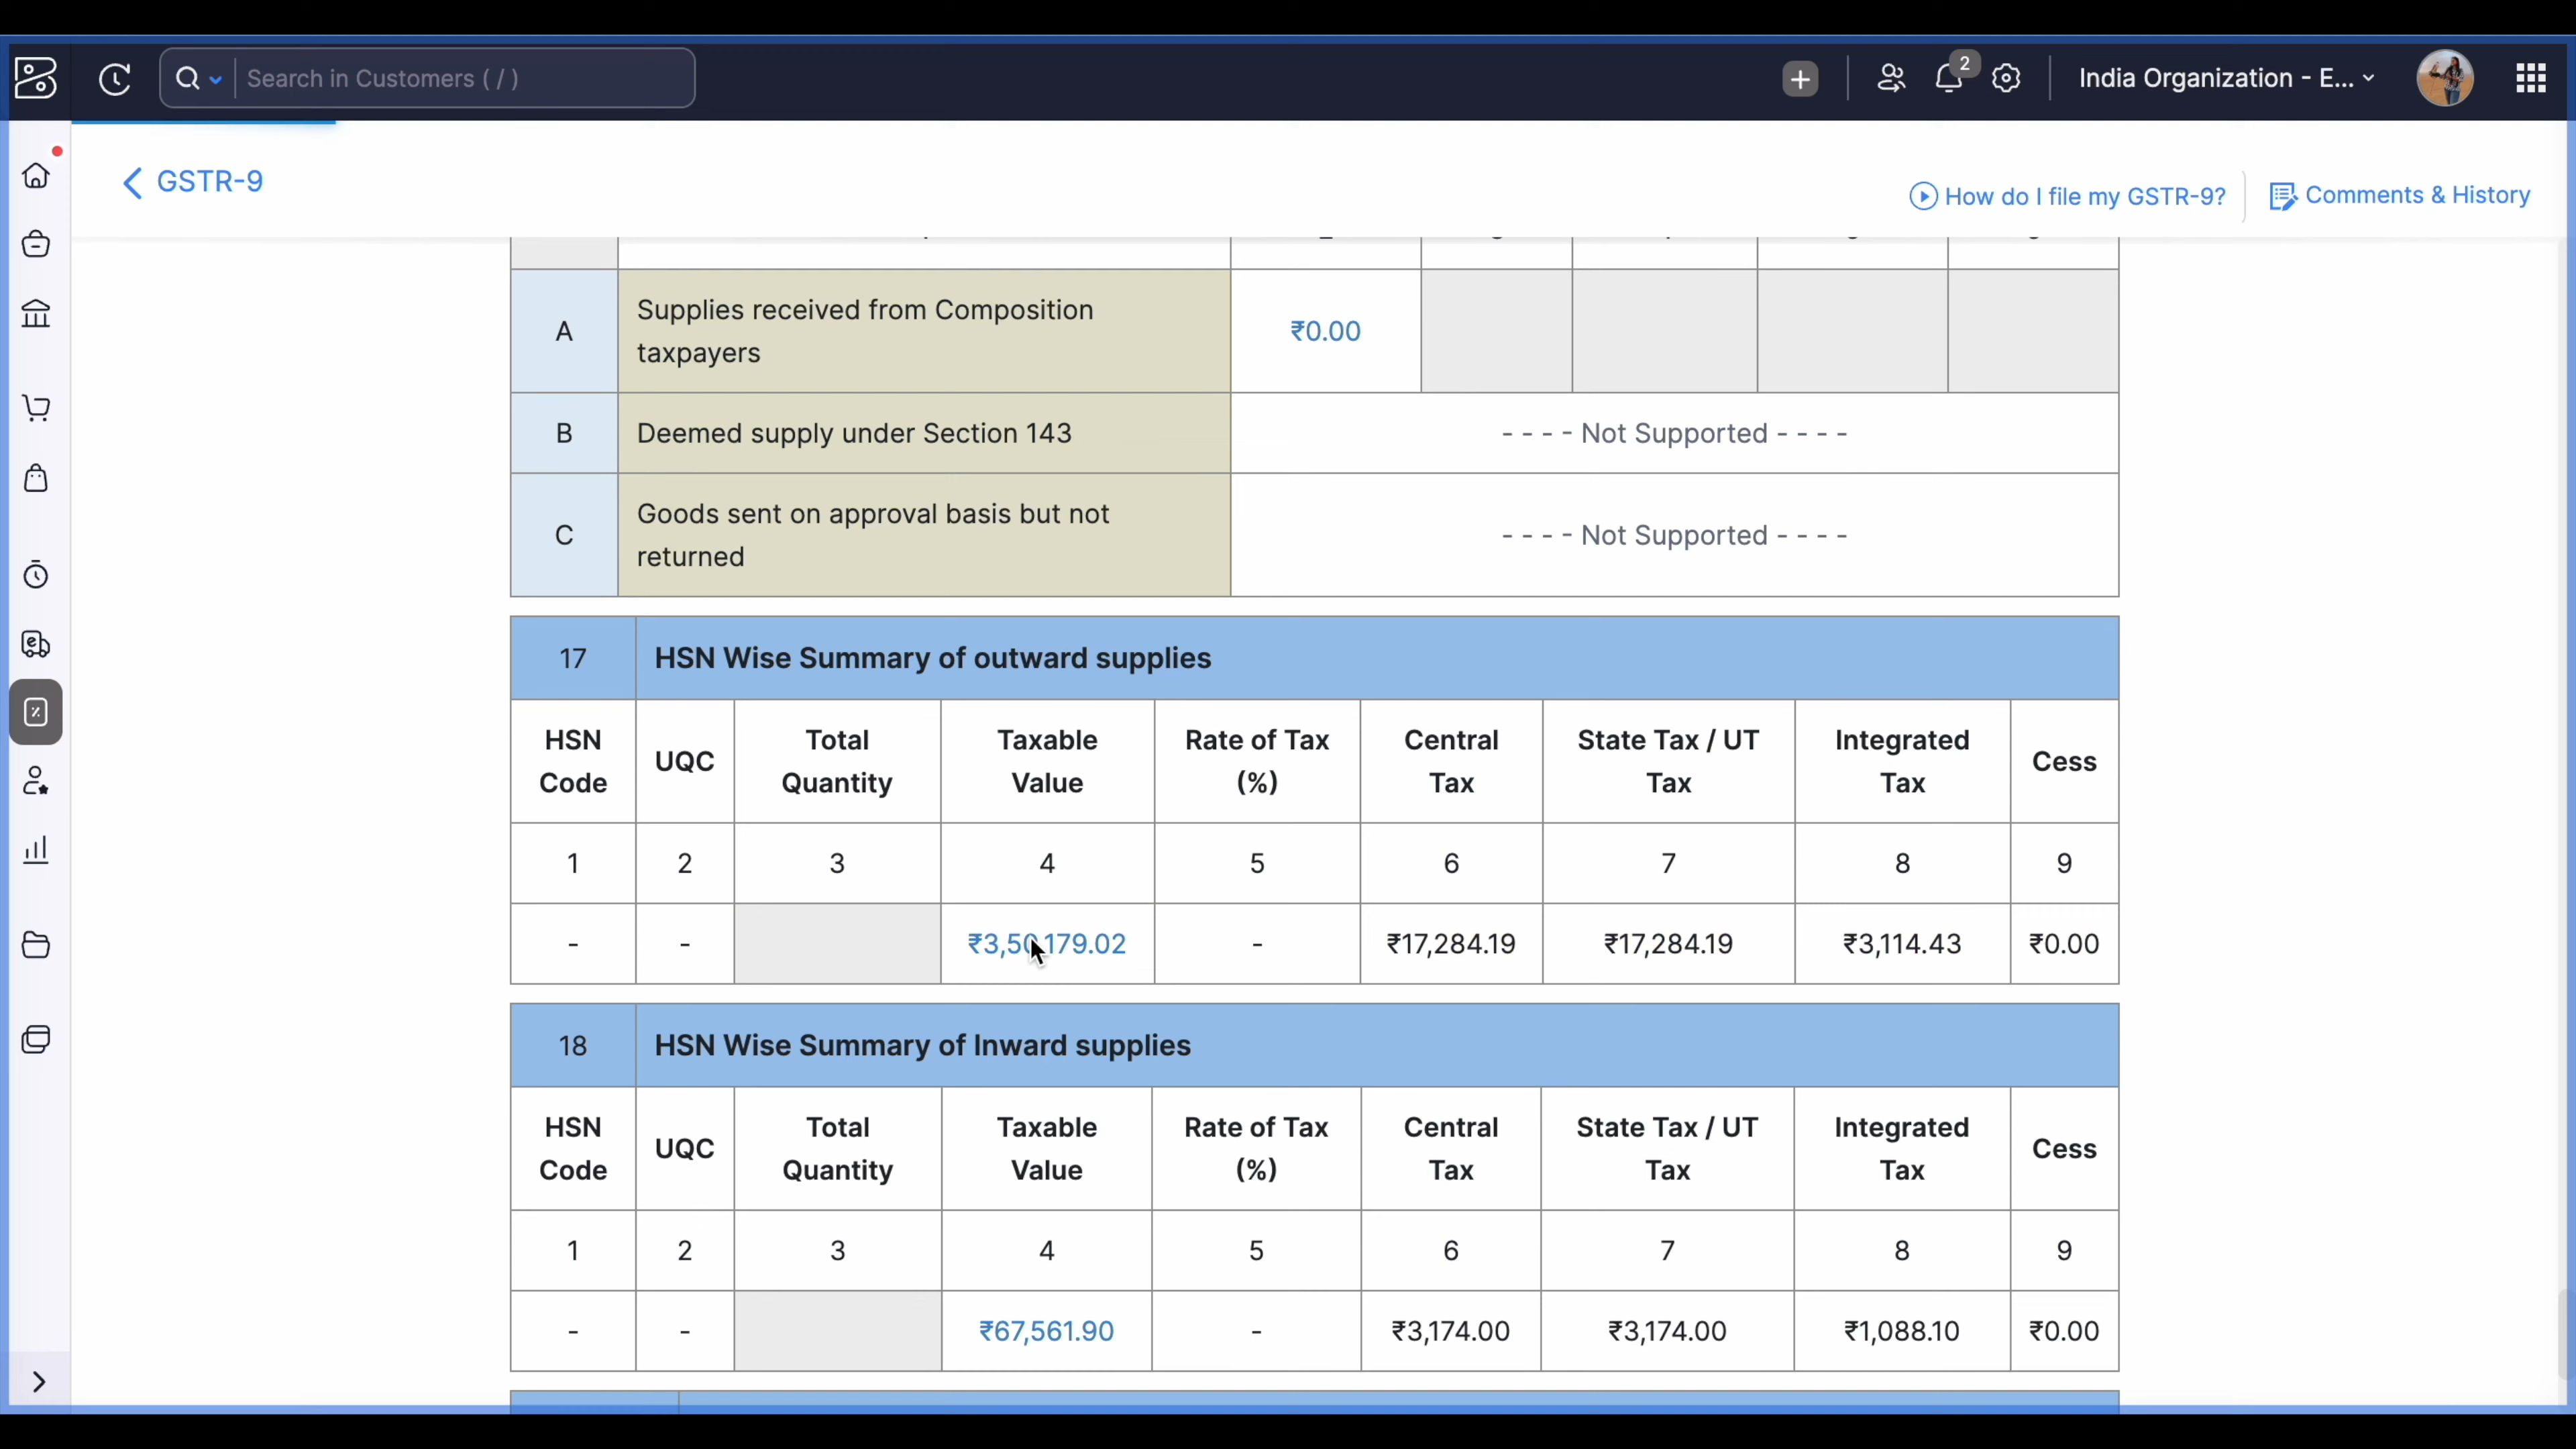 Search in Customers ( / )
2
India Organization - E...
GSTR-9
How do I file my GSTR-9?
Comments & History
A
Supplies received from Composition
taxpayers
₹0.00
B
Deemed supply under Section 143
- - - - Not Supported - - - -
C
Goods sent on approval basis but not
returned
- - - - Not Supported - - - -
17 HSN Wise Summary of outward supplies
HSN Code UQC Total Quantity Taxable Value Rate of Tax (%) Central Tax State Tax / UT Tax Integrated Tax Cess
1 2 3 4 5 6 7 8 9
- - ₹3,50,179.02 - ₹17,284.19 ₹17,284.19 ₹3,114.43 ₹0.00
18 HSN Wise Summary of Inward supplies
HSN Code UQC Total Quantity Taxable Value Rate of Tax (%) Central Tax State Tax / UT Tax Integrated Tax Cess
1 2 3 4 5 6 7 8 9
- - ₹67,561.90 - ₹3,174.00 ₹3,174.00 ₹1,088.10 ₹0.00